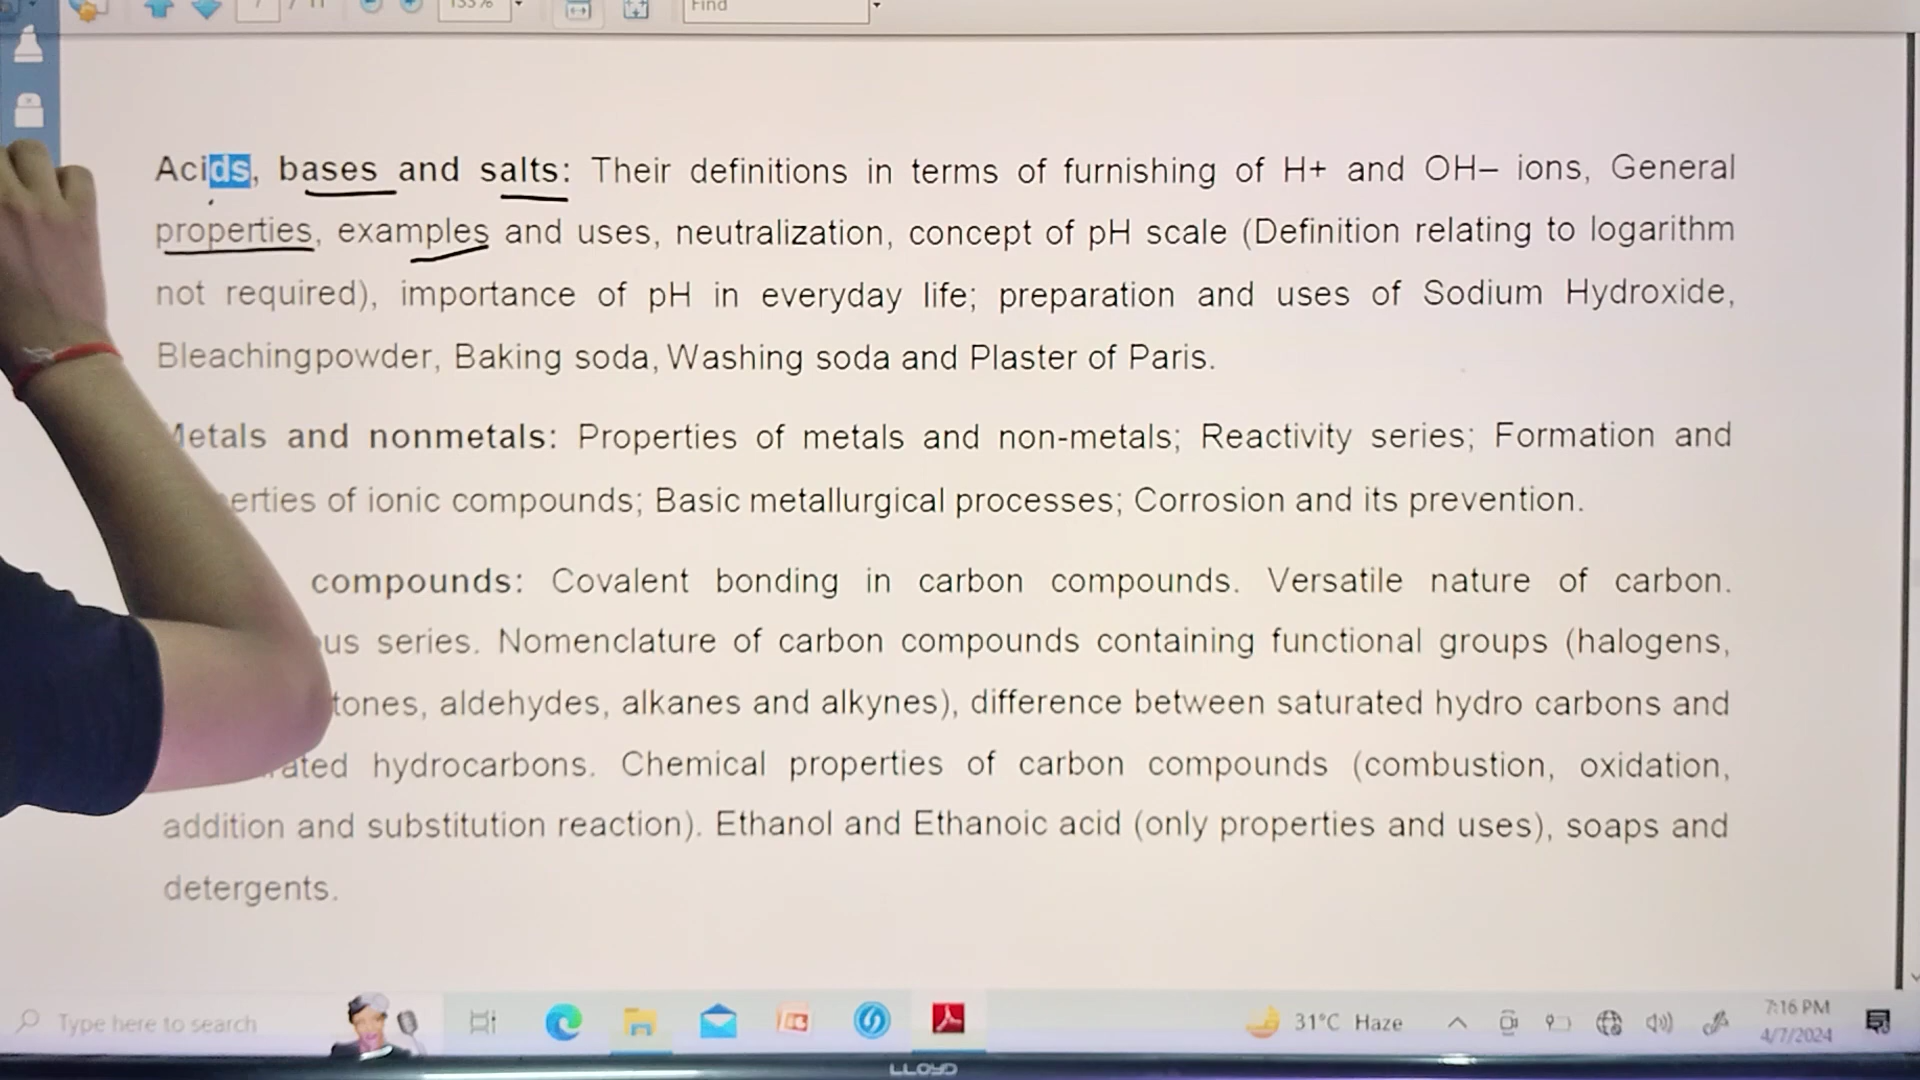 / 11 Find
Acids, bases and salts: Their definitions in terms of furnishing of H+ and OH– ions, General
properties, examples and uses, neutralization, concept of pH scale (Definition relating to logarithm
not required), importance of pH in everyday life; preparation and uses of Sodium Hydroxide,
Bleachingpowder, Baking soda, Washing soda and Plaster of Paris.
Metals and nonmetals: Properties of metals and non-metals; Reactivity series; Formation and
erties of ionic compounds; Basic metallurgical processes; Corrosion and its prevention.
compounds: Covalent bonding in carbon compounds. Versatile nature of carbon.
us series. Nomenclature of carbon compounds containing functional groups (halogens,
tones, aldehydes, alkanes and alkynes), difference between saturated hydro carbons and
ated hydrocarbons. Chemical properties of carbon compounds (combustion, oxidation,
addition and substitution reaction). Ethanol and Ethanoic acid (only properties and uses), soaps and
detergents.
Type here to search 31°C Haze 7:16 PM
4/7/2024
LLOYD